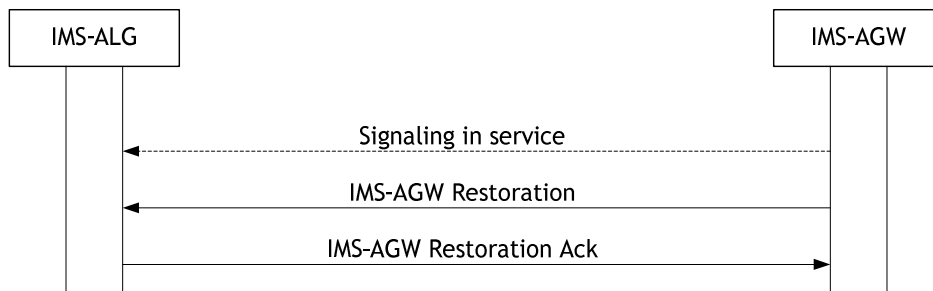 IMS-ALG
IMS-AGW
Signaling in service
IMS-AGW Restoration
IMS-AGW Restoration Ack